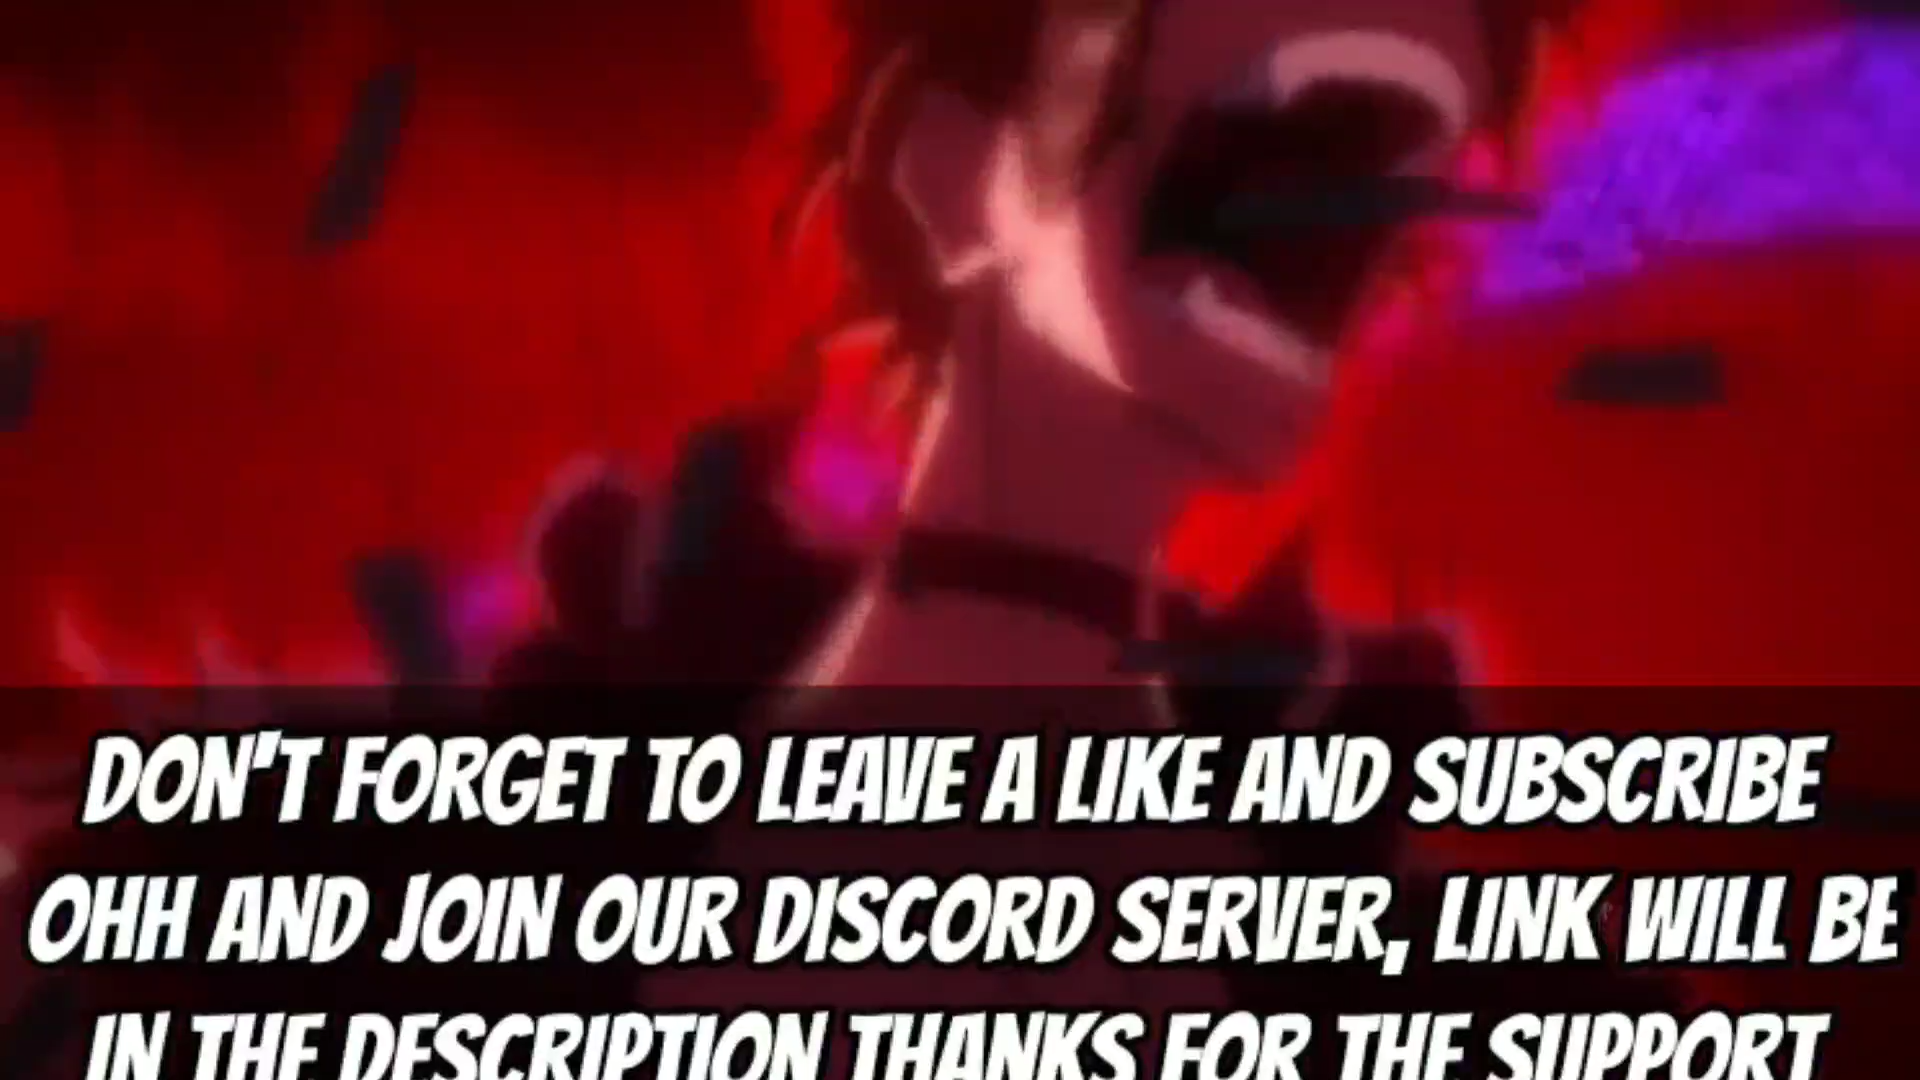 DON'T FORGET TO LEAVE A LIKE AND SUBSCRIBE
OHH AND JOIN OUR DISCORD SERVER, LINK WILL BE
IN THE DESCRIPTION THANKS FOR THE SUPPORT